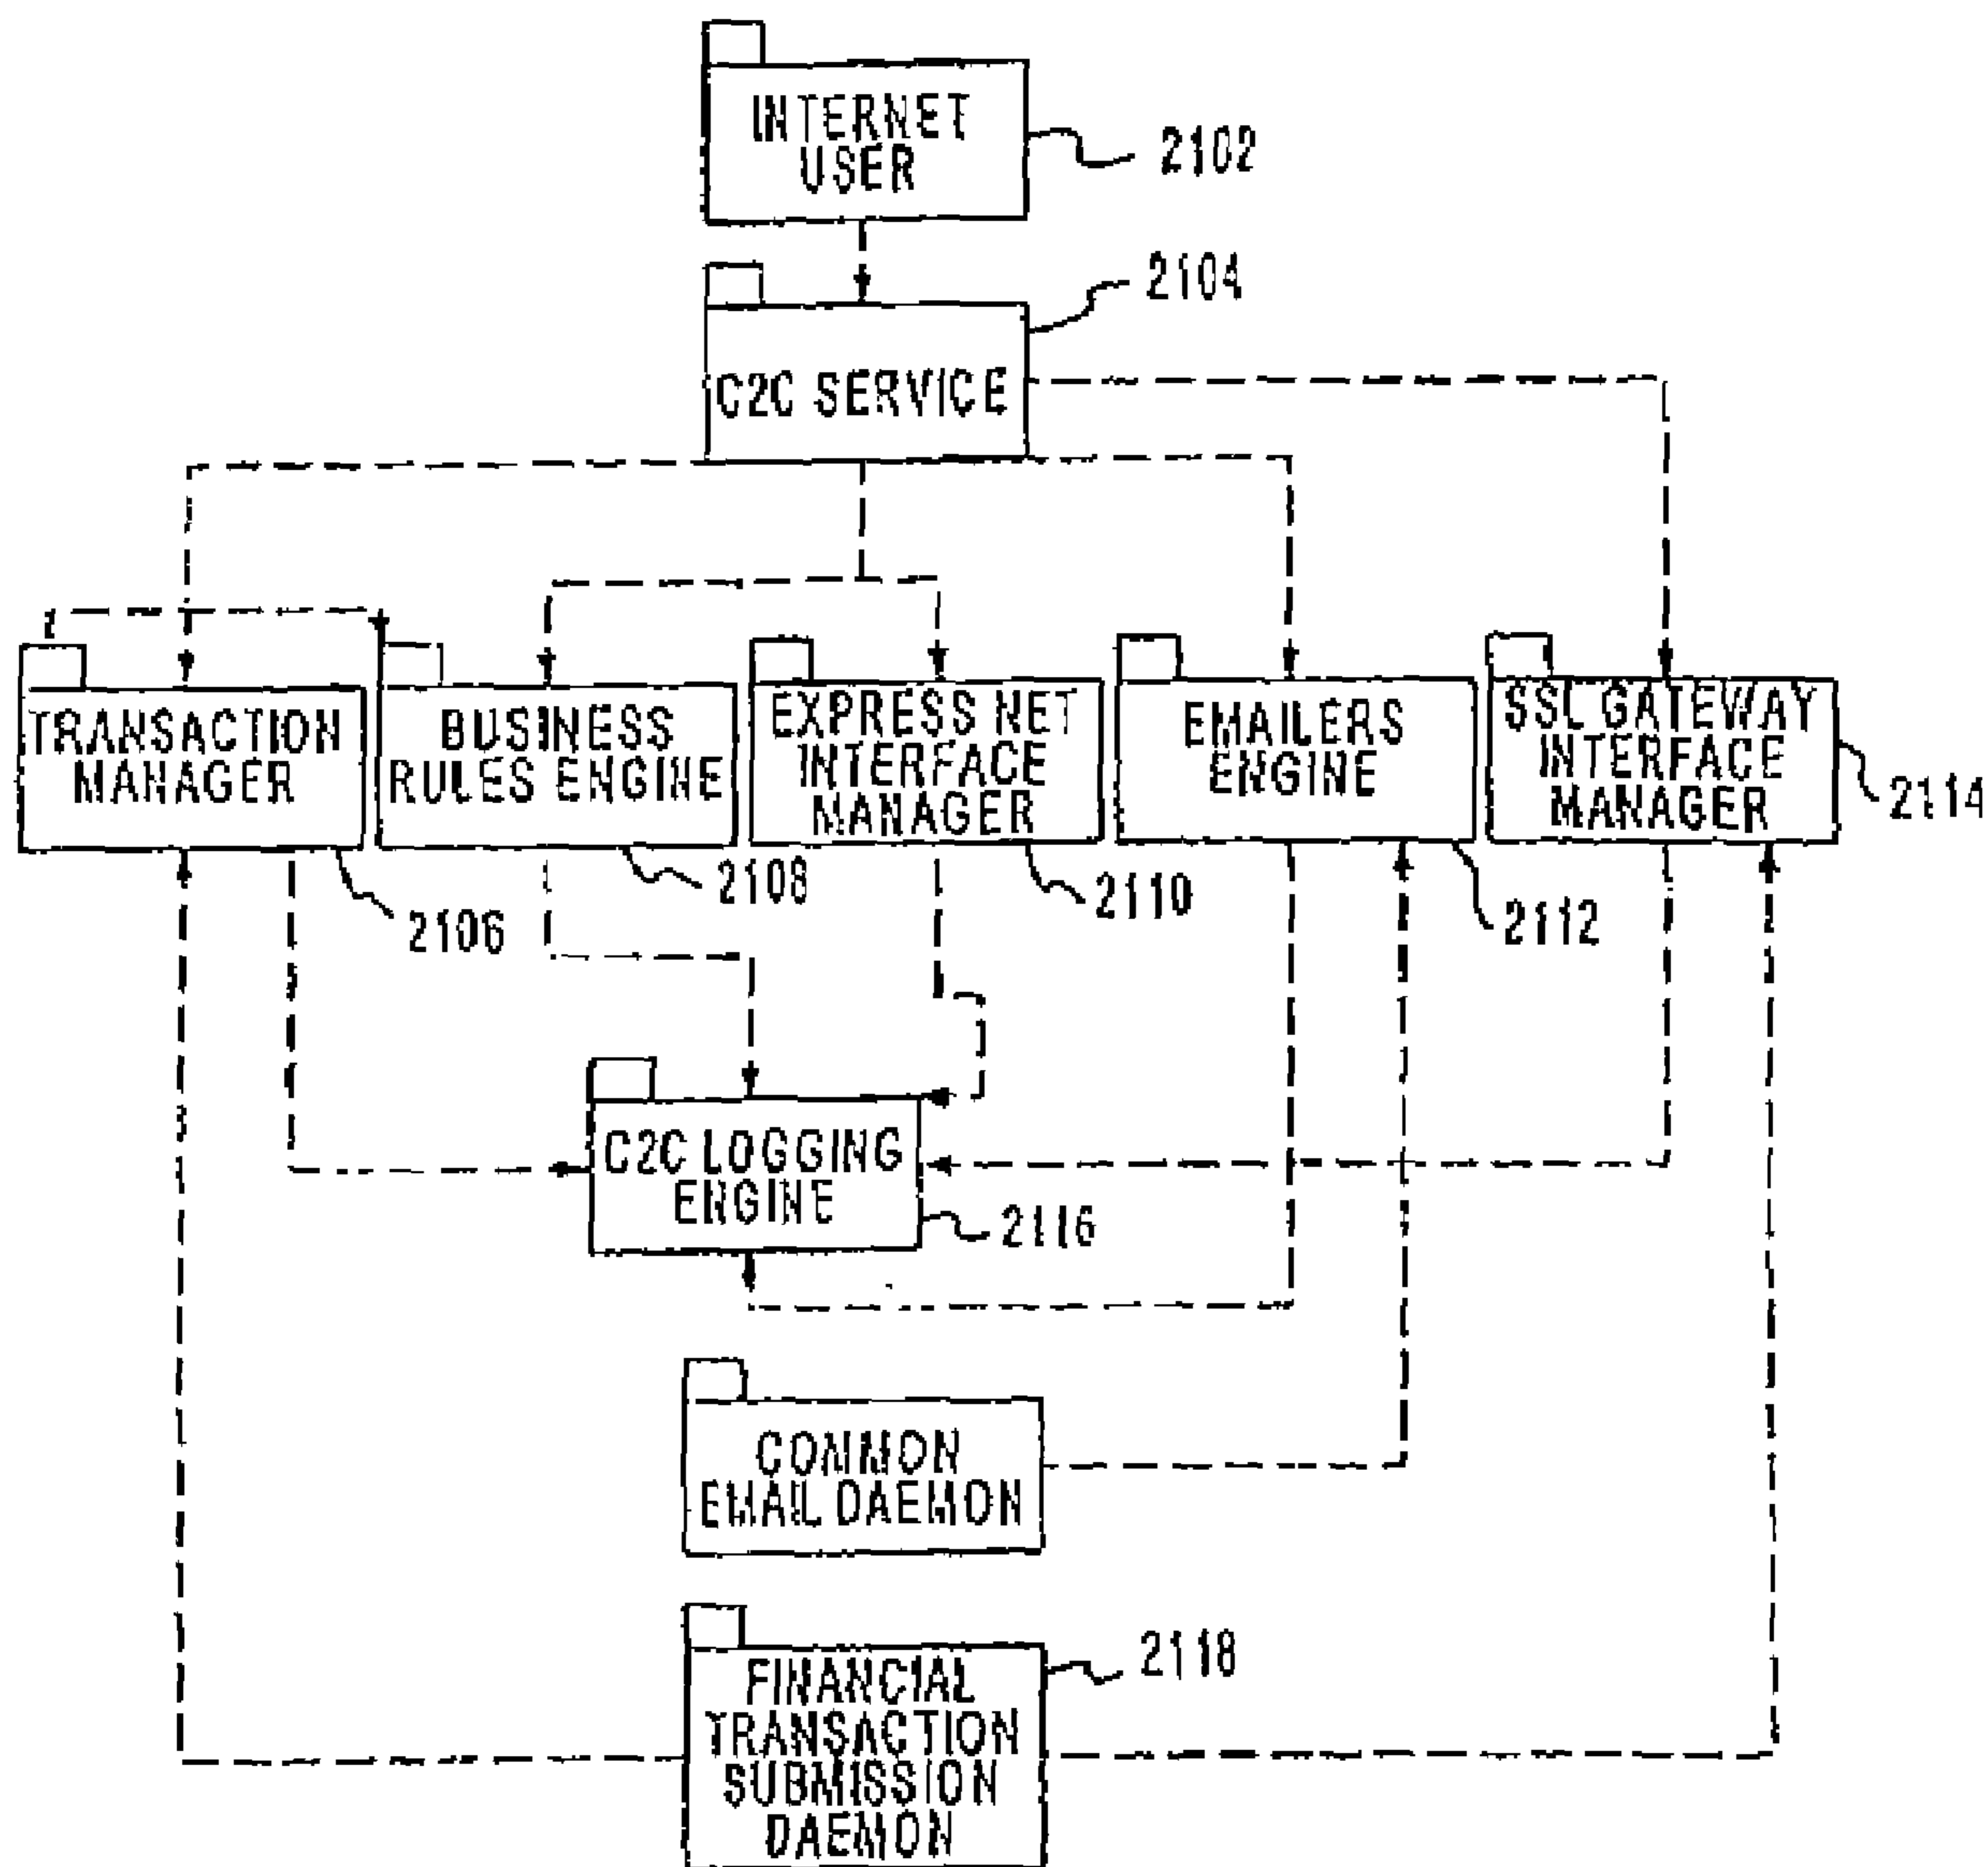 INTERNET
USER
2102
2104
C2C SERVICE
TRANSACTION
MANAGER
BUSINESS
RULES ENGINE
EXPRESS NET
INTERFACE
MANAGER
EMAILERS
ENGINE
SSL GATEWAY
INTERFACE
MANAGER
2114
2108
2110
2106
2112
C2C LOGGING
ENGINE
2116
COMMON
EMAIL DAEMON
2118
FINANCIAL
TRANSACTION
SUBMISSION
DAEMON